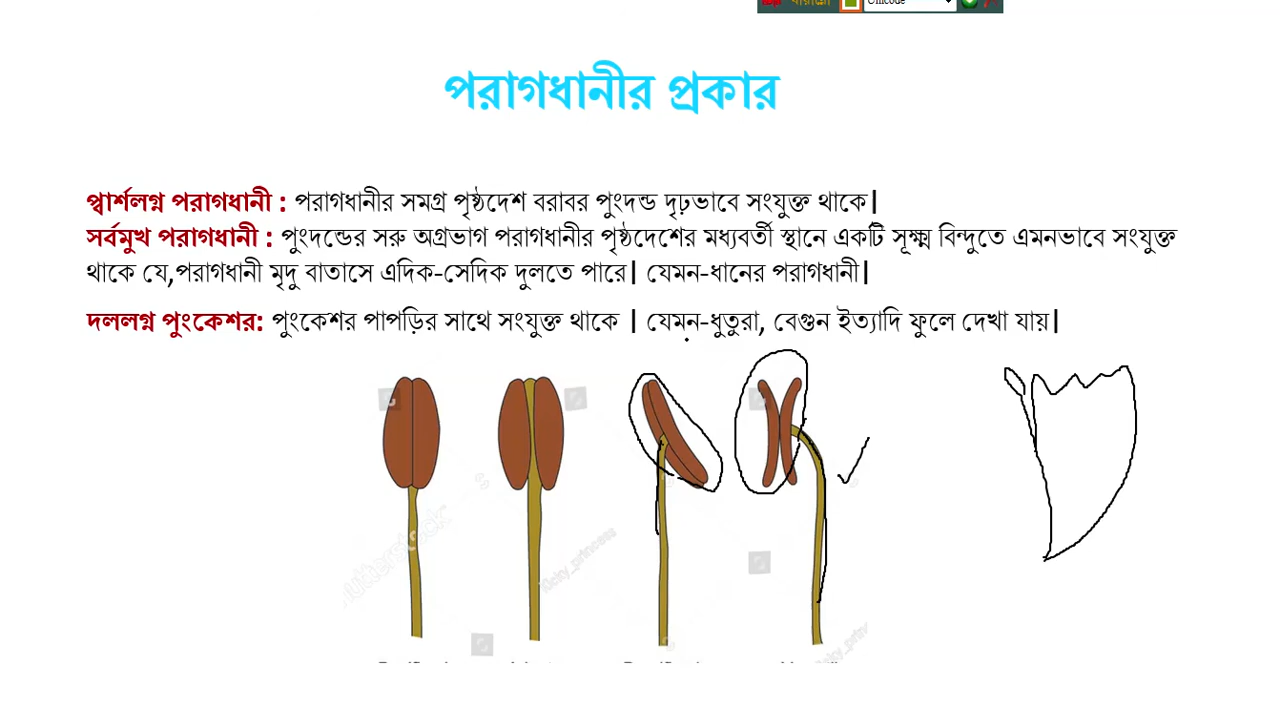 Unicode
পরাগধানীর প্রকার
প্বার্শলগ্ন পরাগধানী : পরাগধানীর সমগ্র পৃষ্ঠদেশ বরাবর পুংদন্ড দৃঢ়ভাবে সংযুক্ত থাকে|
সর্বমুখ পরাগধানী : পুংদন্ডের সরু অগ্রভাগ পরাগধানীর পৃষ্ঠদেশের মধ্যবর্তী স্থানে একটি সূক্ষ্ম বিন্দুতে এমনভাবে সংযুক্ত
থাকে যে,পরাগধানী মৃদু বাতাসে এদিক-সেদিক দুলতে পারে| যেমন-ধানের পরাগধানী|
দললগ্ন পুংকেশর: পুংকেশর পাপড়ির সাথে সংযুক্ত থাকে | যেমন-ধুতুরা, বেগুন ইত্যাদি ফুলে দেখা যায়|